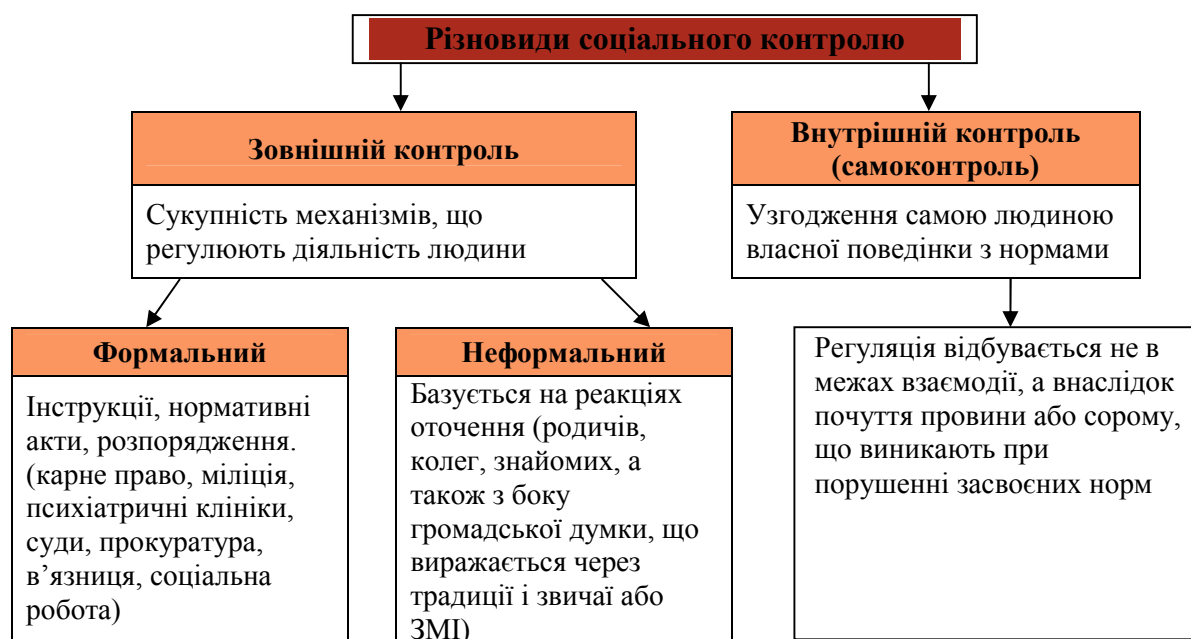 Різновиди соціального контролю
Зовнішній контроль
Сукупність механізмів, що
регулюють діяльність людини
Внутрішній контроль
(самоконтроль)
Узгодження самою людиною
власної поведінки з нормами
Формальний
Інструкції, нормативні
акти, розпорядження.
(карне право, міліція,
психіатричні клініки,
суди, прокуратура,
в’язниця, соціальна
робота)
Неформальний
Базується на реакціях
оточення (родичів,
колег, знайомих, а
також з боку
громадської думки, що
виражається через
традиції і звичаї або
ЗМІ)
Регуляція відбувається не в
межах взаємодії, а внаслідок
почуття провини або сорому,
що виникають при
порушенні засвоєних норм